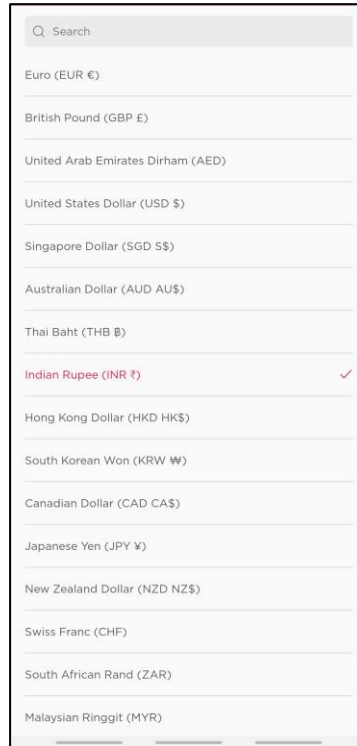 Search
Euro (EUR €)
British Pound (GBP £)
United Arab Emirates Dirham (AED)
United States Dollar (USD $)
Singapore Dollar (SGD S$)
Australian Dollar (AUD AU$)
Thai Baht (THB ฿)
Indian Rupee (INR ₹)
Hong Kong Dollar (HKD HK$)
South Korean Won (KRW ₩)
Canadian Dollar (CAD CA$)
Japanese Yen (JPY ¥)
New Zealand Dollar (NZD NZ$)
Swiss Franc (CHF)
South African Rand (ZAR)
Malaysian Ringgit (MYR)